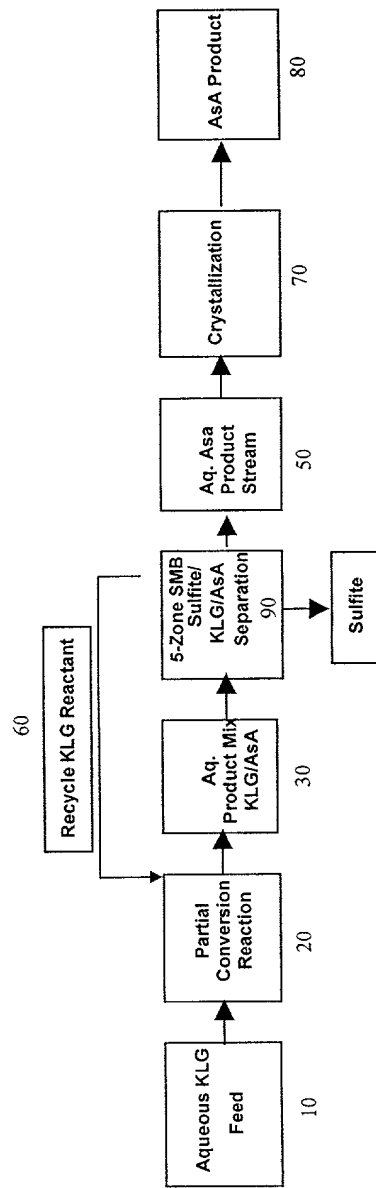 60
Recycle KLG Reactant
Aqueous KLG
Feed
10
Partial
Conversion
Reaction
20
Aq.
Product Mix
KLG/AsA
30
5-Zone SMB
Sulfite/
KLG/AsA
Separation
90
Sulfite
Aq. Asa
Product
Stream
50
Crystallization
70
AsA Product
80